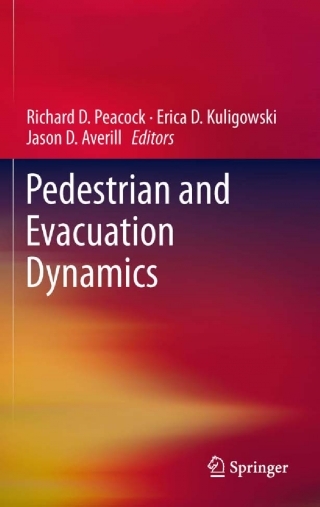 Richard D. Peacock · Erica D. Kuligowski
Jason D. Averill Editors
Pedestrian and
Evacuation
Dynamics
Springer